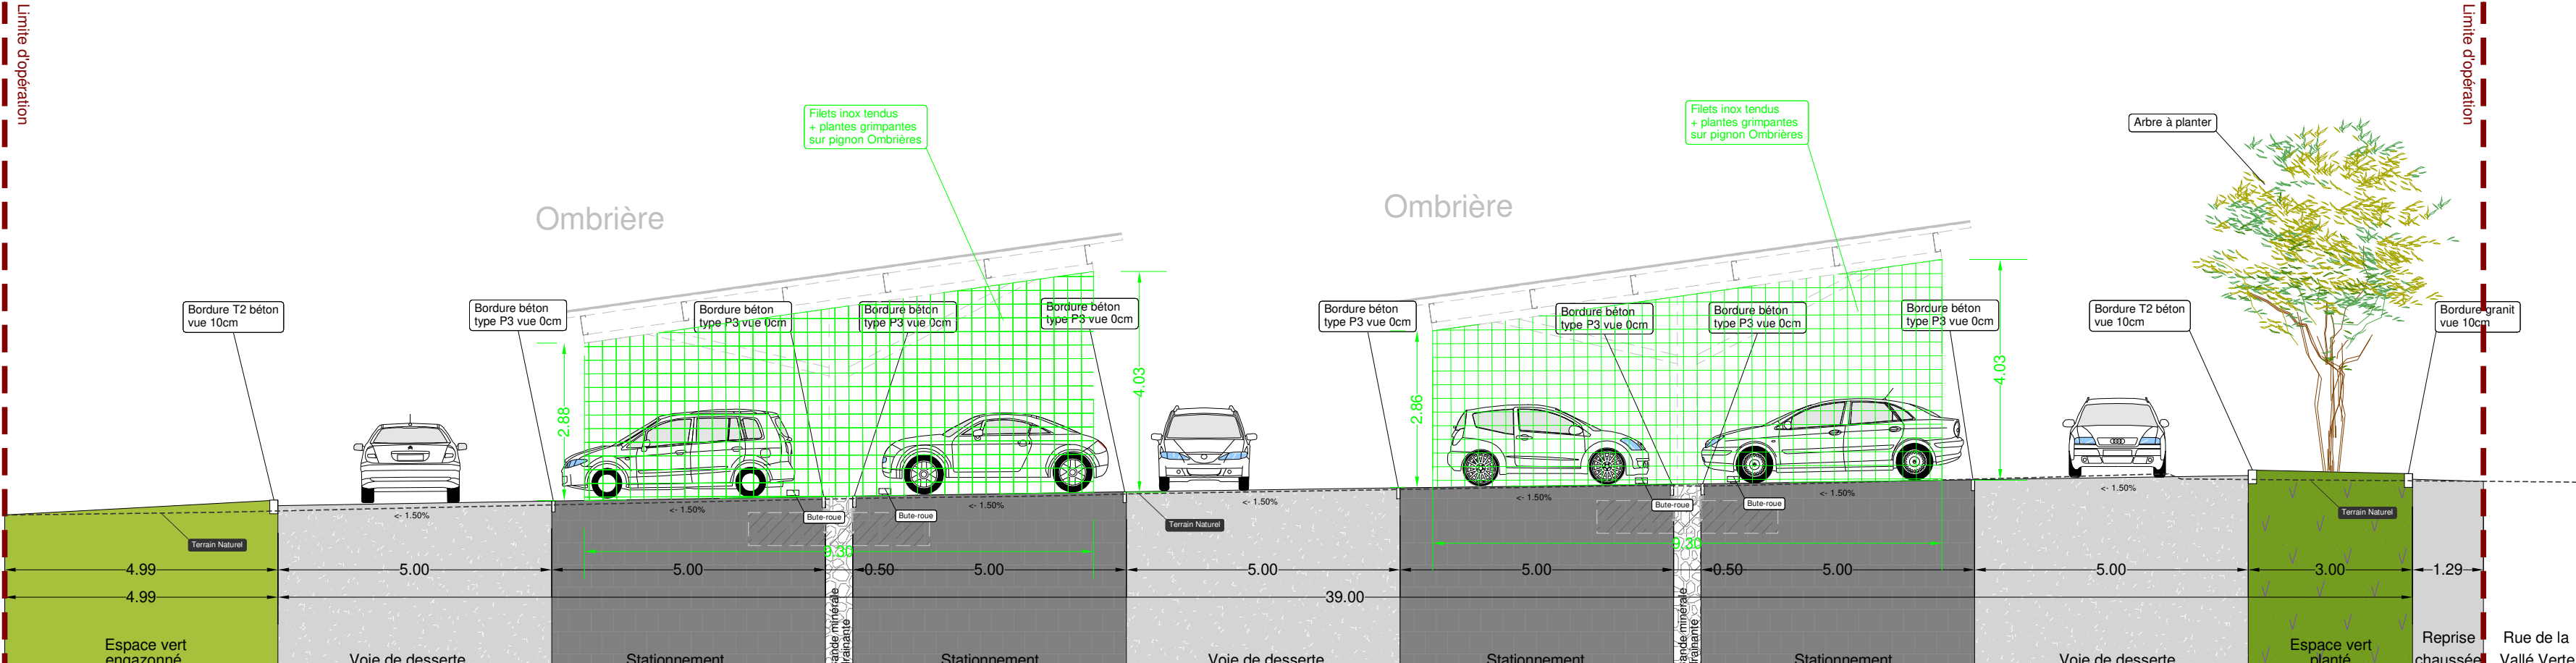 Limite d'opération
Limite d'opération
Filets inox tendus
+ plantes grimpantes
sur pignon Ombrières
Filets inox tendus
+ plantes grimpantes
sur pignon Ombrières
Arbre à planter
Ombrière
Ombrière
Bordure T2 béton
vue 10cm
Bordure béton
type P3 vue 0cm
Bordure béton
type P3 vue 0cm
Bordure béton
type P3 vue 0cm
Bordure béton
type P3 vue 0cm
Bordure béton
type P3 vue 0cm
Bordure béton
type P3 vue 0cm
Bordure béton
type P3 vue 0cm
Bordure béton
type P3 vue 0cm
Bordure T2 béton
vue 10cm
Bordure granit
vue 10cm
2.88
4.03
2.86
4.03
<- 1.50%
<- 1.50%
<- 1.50%
<- 1.50%
<- 1.50%
<- 1.50%
<- 1.50%
Bute-roue
Bute-roue
Bute-roue
Bute-roue
Terrain Naturel
Terrain Naturel
Terrain Naturel
9.30
9.30
4.99
5.00
5.00
0.50
5.00
5.00
5.00
0.50
5.00
5.00
3.00
1.29
4.99
39.00
Espace vert
engazonné
Voie de desserte
Stationnement
minérale
Stationnement
Voie de desserte
Stationnement
minérale
Stationnement
Voie de desserte
Espace vert
planté
Reprise
chaussée
Rue de la
Vallé Verte